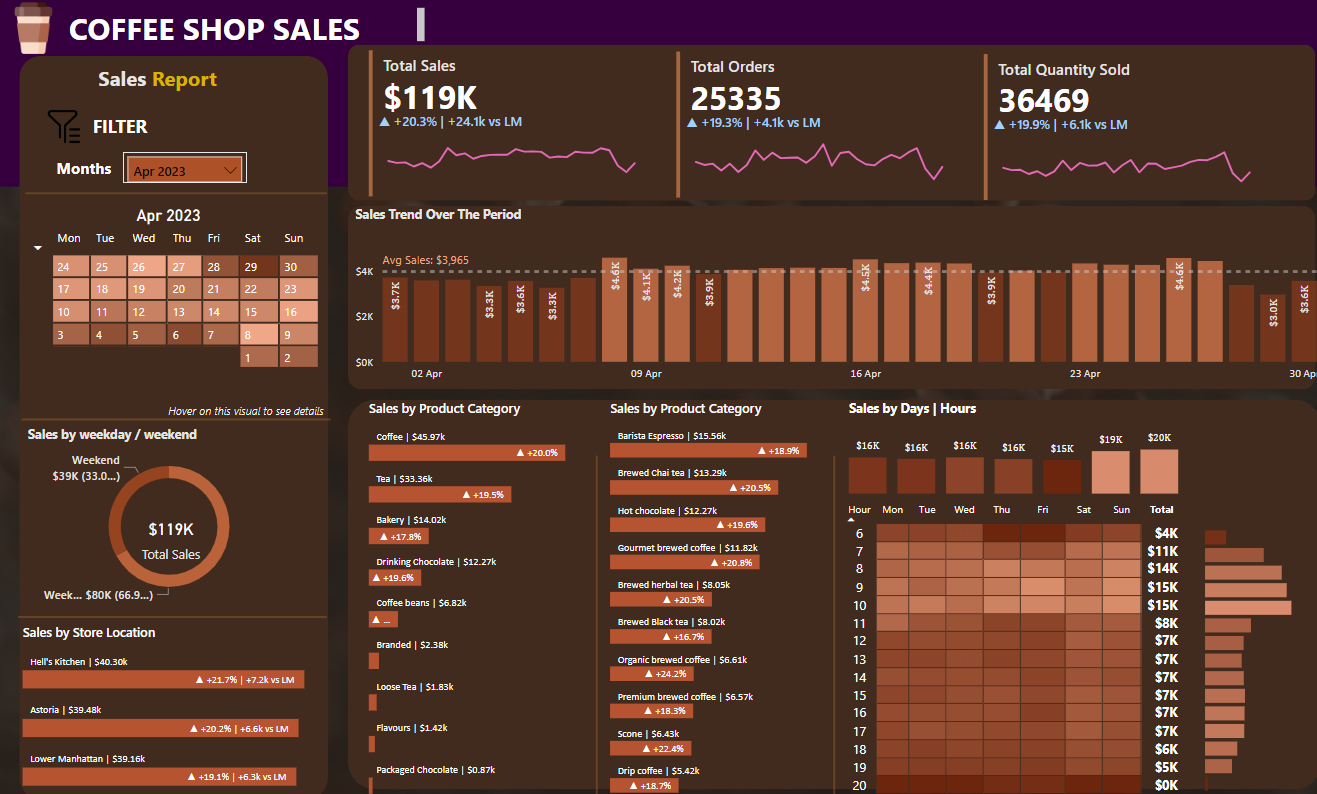 COFFEE SHOP SALES
Sales Report
FILTER
Months
Apr 2023
Apr 2023
Mon Tue Wed Thu Fri Sat Sun
24 25 26 27 28 29 30
17 18 19 20 21 22 23
10 11 12 13 14 15 16
3 4 5 6 7 8 9
1 2
Hover on this visual to see details
Sales by weekday / weekend
Weekend
$39K (33.0...)
$119K
Total Sales
Week... $80K (66.9...)
Sales by Store Location
Hell's Kitchen | $40.30k
▲ +21.7% | +7.2k vs LM
Astoria | $39.48k
▲ +20.2% | +6.6k vs LM
Lower Manhattan | $39.16k
▲ +19.1% | +6.3k vs LM
Total Sales
$119K
▲ +20.3% | +24.1k vs LM
Total Orders
25335
▲ +19.3% | +4.1k vs LM
Total Quantity Sold
36469
▲ +19.9% | +6.1k vs LM
Sales Trend Over The Period
Avg Sales: $3,965
$4K
$2K
$0K
$3.7K $3.3K $3.6K $3.3K $4.6K $4.1K $4.2K $3.9K $4.5K $4.4K $3.9K $4.6K $3.0K $3.6K
02 Apr 09 Apr 16 Apr 23 Apr 30 Ap
Sales by Product Category
Coffee | $45.97k
▲ +20.0%
Tea | $33.36k
▲ +19.5%
Bakery | $14.02k
▲ +17.8%
Drinking Chocolate | $12.27k
▲ +19.6%
Coffee beans | $6.82k
▲ ...
Branded | $2.38k
Loose Tea | $1.83k
Flavours | $1.42k
Packaged Chocolate | $0.87k
Sales by Product Category
Barista Espresso | $15.56k
▲ +18.9%
Brewed Chai tea | $13.29k
▲ +20.5%
Hot chocolate | $12.27k
▲ +19.6%
Gourmet brewed coffee | $11.82k
▲ +20.8%
Brewed herbal tea | $8.05k
▲ +20.5%
Brewed Black tea | $8.02k
▲ +16.7%
Organic brewed coffee | $6.61k
▲ +24.2%
Premium brewed coffee | $6.57k
▲ +18.3%
Scone | $6.43k
▲ +22.4%
Drip coffee | $5.42k
▲ +18.7%
Sales by Days | Hours
$16K $16K $16K $16K $15K $19K $20K
Hour Mon Tue Wed Thu Fri Sat Sun Total
6 $4K
7 $11K
8 $14K
9 $15K
10 $15K
11 $8K
12 $7K
13 $7K
14 $7K
15 $7K
16 $7K
17 $7K
18 $6K
19 $5K
20 $0K